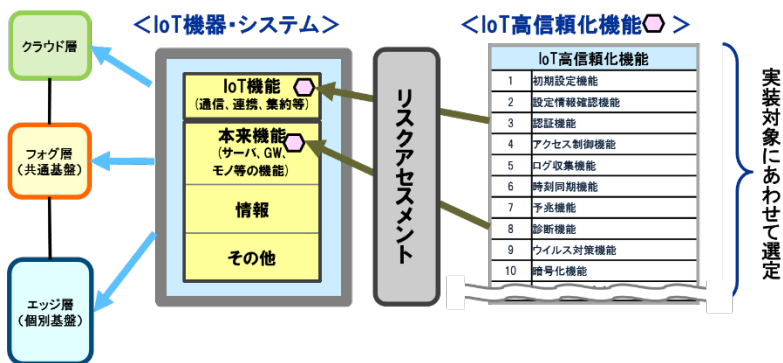 <IoT機器・システム>
<IoT高信頼化機能 >
クラウド層
フォグ層
(共通基盤)
エッジ層
(個別基盤)
IoT機能
(通信、連携、集約等)
本来機能
(サーバ、GW、
モノ等の機能)
情報
その他
リスクアセスメント
IoT高信頼化機能
1 初期設定機能
2 設定情報確認機能
3 認証機能
4 アクセス制御機能
5 ログ収集機能
6 時刻同期機能
7 予兆機能
8 診断機能
9 ウイルス対策機能
10 暗号化機能
実装対象にあわせて選定